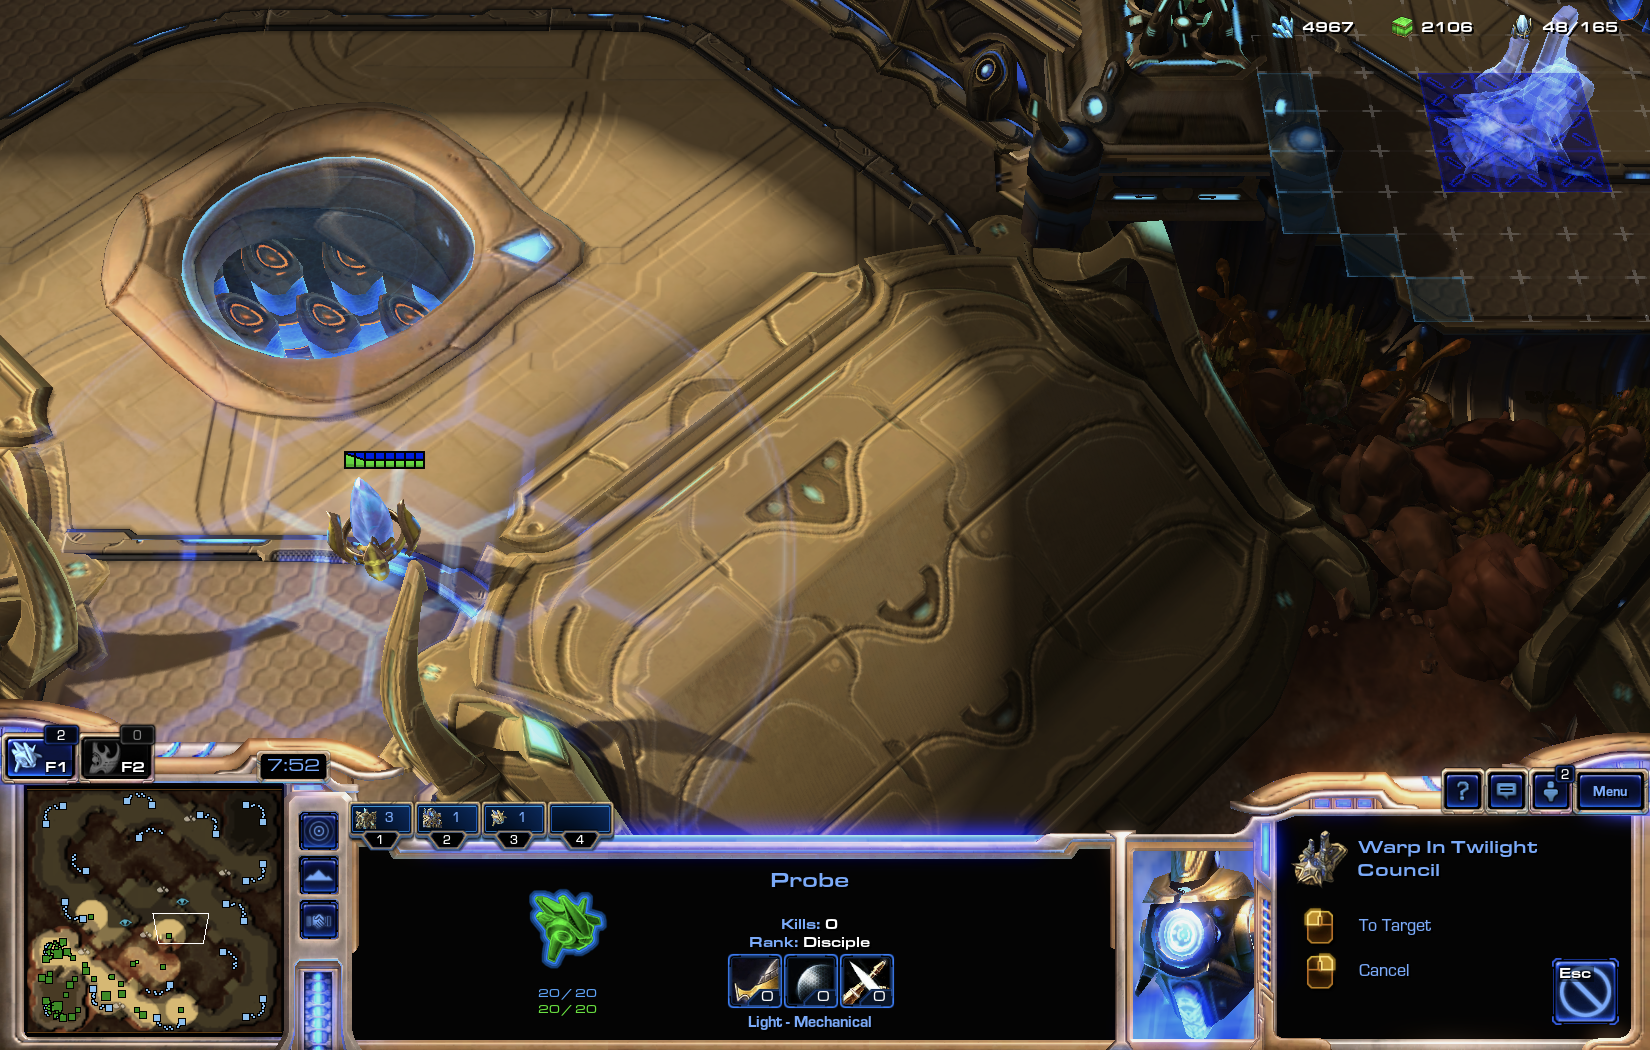 4967 2106 48/165
2 0
F1 F2
7:52
3 1 1
1 2 3 4
2
? Menu
Probe
Kills: 0
Rank: Disciple
0 0 0
20/20
20/20
Light - Mechanical
Warp In Twilight
Council
To Target
Cancel
Esc